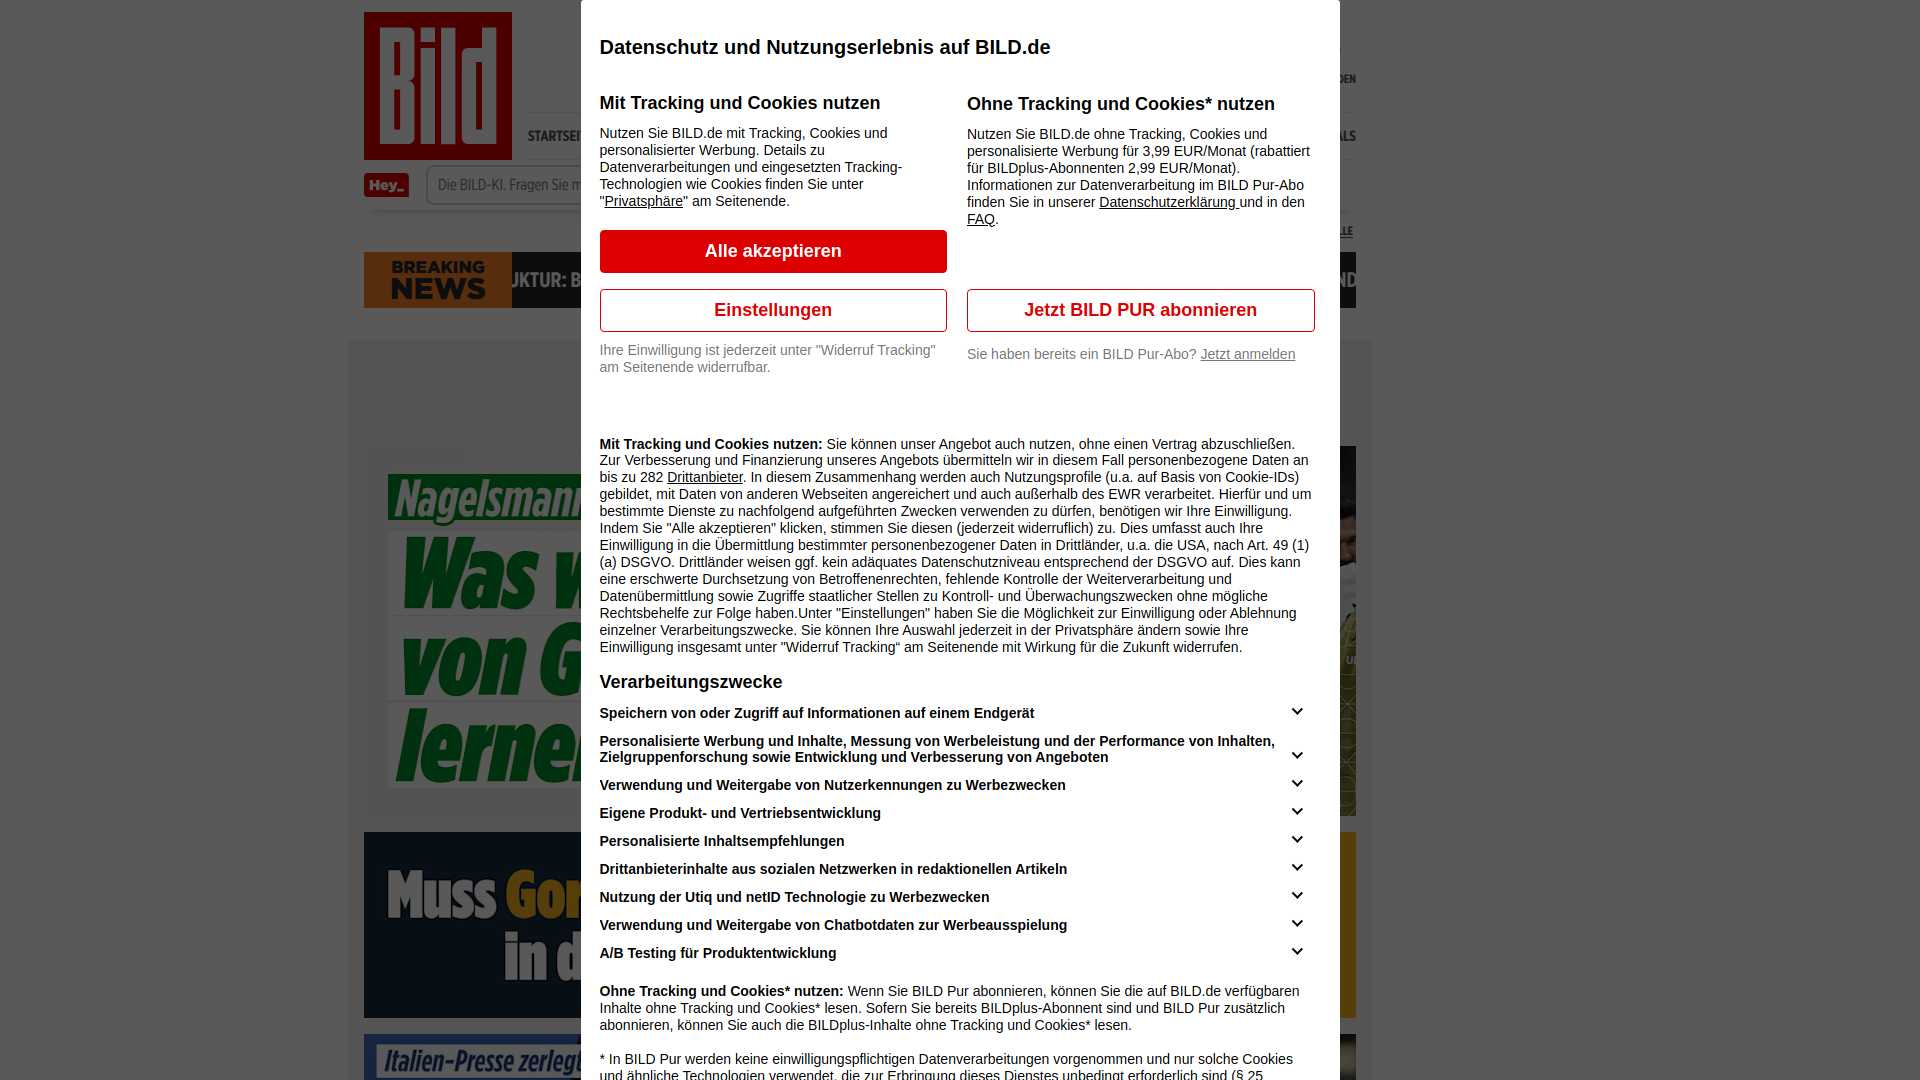 Bild
Datenschutz und Nutzungserlebnis auf BILD.de
Mit Tracking und Cookies nutzen
Nutzen Sie BILD.de mit Tracking, Cookies und
personalisierter Werbung. Details zu
Datenverarbeitungen und eingesetzten Tracking-
Technologien wie Cookies finden Sie unter
"Privatsphäre" am Seitenende.
Alle akzeptieren
Einstellungen
Ihre Einwilligung ist jederzeit unter "Widerruf Tracking"
am Seitenende widerrufbar.
Ohne Tracking und Cookies* nutzen
Nutzen Sie BILD.de ohne Tracking, Cookies und
personalisierte Werbung für 3,99 EUR/Monat (rabattiert
für BILDplus-Abonnenten 2,99 EUR/Monat).
Informationen zur Datenverarbeitung im BILD Pur-Abo
finden Sie in unserer Datenschutzerklärung und in den
FAQ.
Jetzt BILD PUR abonnieren
Sie haben bereits ein BILD Pur-Abo? Jetzt anmelden
Mit Tracking und Cookies nutzen: Sie können unser Angebot auch nutzen, ohne einen Vertrag abzuschließen.
Zur Verbesserung und Finanzierung unseres Angebots übermitteln wir in diesem Fall personenbezogene Daten an
bis zu 282 Drittanbieter. In diesem Zusammenhang werden auch Nutzungsprofile (u.a. auf Basis von Cookie-IDs)
gebildet, mit Daten von anderen Webseiten angereichert und auch außerhalb des EWR verarbeitet. Hierfür und um
bestimmte Dienste zu nachfolgend aufgeführten Zwecken verwenden zu dürfen, benötigen wir Ihre Einwilligung.
Indem Sie "Alle akzeptieren" klicken, stimmen Sie diesen (jederzeit widerruflich) zu. Dies umfasst auch Ihre
Einwilligung in die Übermittlung bestimmter personenbezogener Daten in Drittländer, u.a. die USA, nach Art. 49 (1)
(a) DSGVO. Drittländer weisen ggf. kein adäquates Datenschutzniveau entsprechend der DSGVO auf. Dies kann
eine erschwerte Durchsetzung von Betroffenenrechten, fehlende Kontrolle der Weiterverarbeitung und
Datenübermittlung sowie Zugriffe staatlicher Stellen zu Kontroll- und Überwachungszwecken ohne mögliche
Rechtsbehelfe zur Folge haben.Unter "Einstellungen" haben Sie die Möglichkeit zur Einwilligung oder Ablehnung
einzelner Verarbeitungszwecke. Sie können Ihre Auswahl jederzeit in der Privatsphäre ändern sowie Ihre
Einwilligung insgesamt unter "Widerruf Tracking“ am Seitenende mit Wirkung für die Zukunft widerrufen.
Verarbeitungszwecke
Speichern von oder Zugriff auf Informationen auf einem Endgerät
Personalisierte Werbung und Inhalte, Messung von Werbeleistung und der Performance von Inhalten,
Zielgruppenforschung sowie Entwicklung und Verbesserung von Angeboten
Verwendung und Weitergabe von Nutzerkennungen zu Werbezwecken
Eigene Produkt- und Vertriebsentwicklung
Personalisierte Inhaltsempfehlungen
Drittanbieterinhalte aus sozialen Netzwerken in redaktionellen Artikeln
Nutzung der Utiq und netID Technologie zu Werbezwecken
Verwendung und Weitergabe von Chatbotdaten zur Werbeausspielung
A/B Testing für Produktentwicklung
Ohne Tracking und Cookies* nutzen: Wenn Sie BILD Pur abonnieren, können Sie die auf BILD.de verfügbaren
Inhalte ohne Tracking und Cookies* lesen. Sofern Sie bereits BILDplus-Abonnent sind und BILD Pur zusätzlich
abonnieren, können Sie auch die BILDplus-Inhalte ohne Tracking und Cookies* lesen.
* In BILD Pur werden keine einwilligungspflichtigen Datenverarbeitungen vorgenommen und nur solche Cookies
und ähnliche Technologien verwendet, die zur Erbringung dieses Dienstes unbedingt erforderlich sind (§ 25
STARTSEI
Hey_
Die BILD-KI. Fragen Sie m
BREAKING
NEWS
UKTUR: B
Nagelsmann
Was w
von G
lernen
Muss Gor
in d
Italien-Presse zerlegt